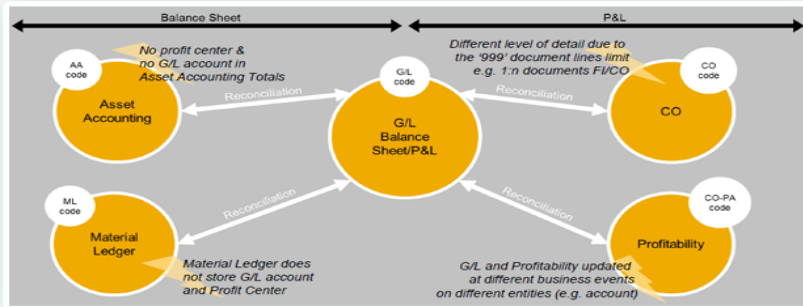 Balance Sheet
P&L
No profit center &
no G/L account in
Asset Accounting Totals
Different level of detail due to
the '999' document lines limit
e.g. 1:n documents FI/CO
AA
code
G/L
code
CO
code
Asset
Accounting
Reconciliation
Reconciliation
CO
G/L
Balance
Sheet/P&L
ML
code
CO-PA
code
Reconciliation
Reconciliation
Material
Ledger
Profitability
Material Ledger does
not store G/L account
and Profit Center
G/L and Profitability updated
at different business events
on different entities (e.g. account)